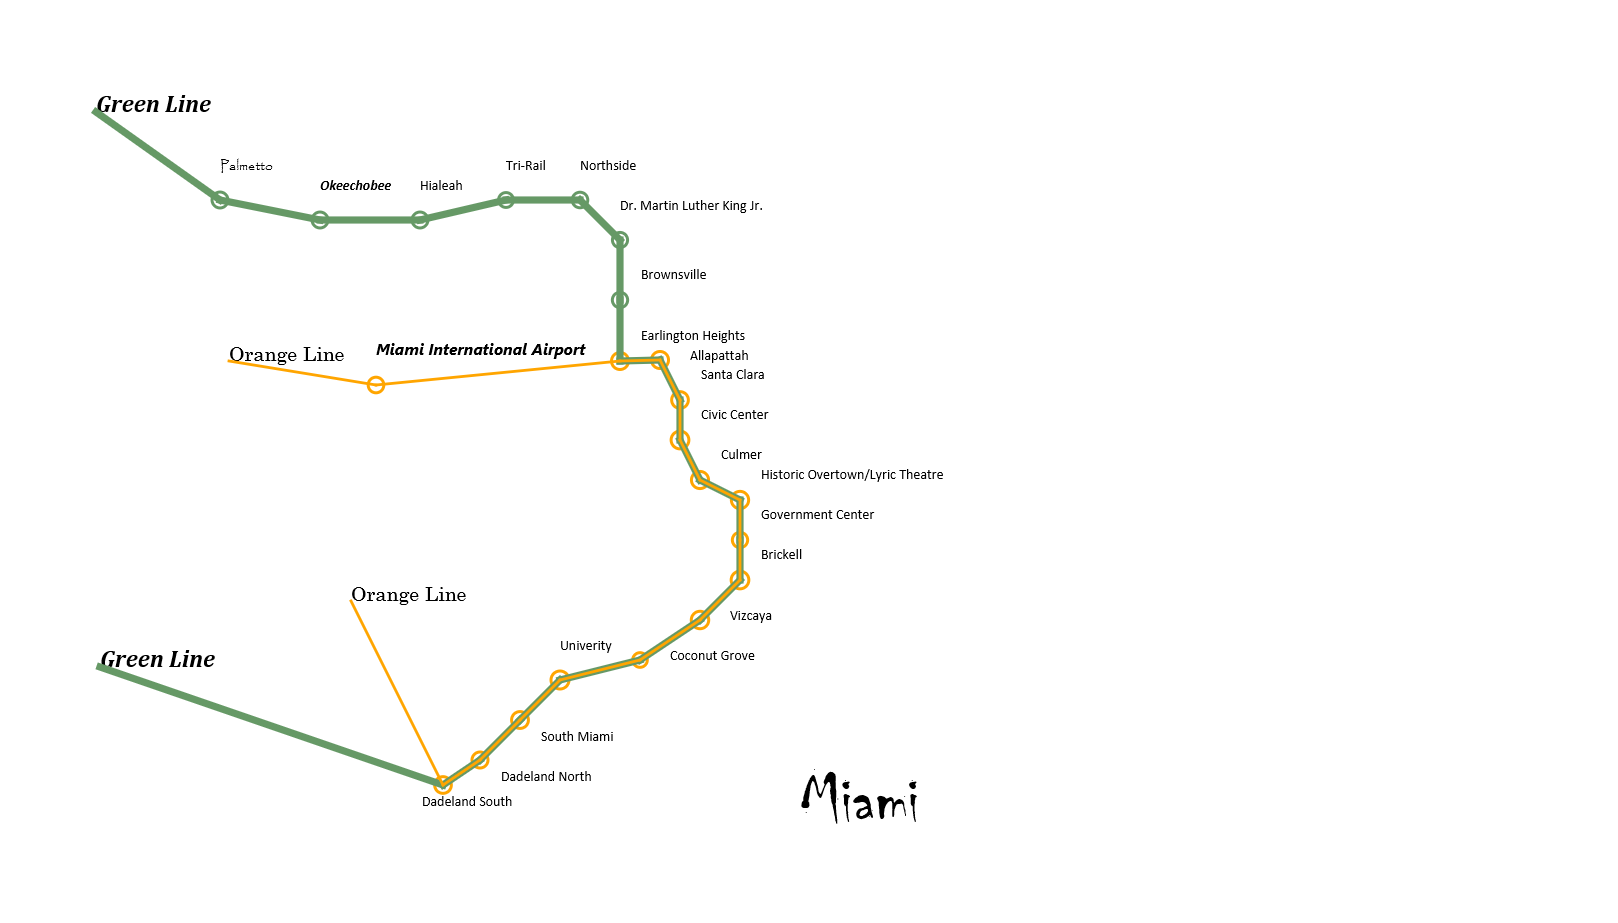 Green Line
Palmetto
Tri-Rail
Northside
Okeechobee
Hialeah
Dr. Martin Luther King Jr.
Brownsville
Earlington Heights
Orange Line
Miami International Airport
Allapattah
Santa Clara
Civic Center
Culmer
Historic Overtown/Lyric Theatre
Government Center
Brickell
Orange Line
Vizcaya
Univerity
Coconut Grove
Green Line
South Miami
Dadeland North
Dadeland South
Miami